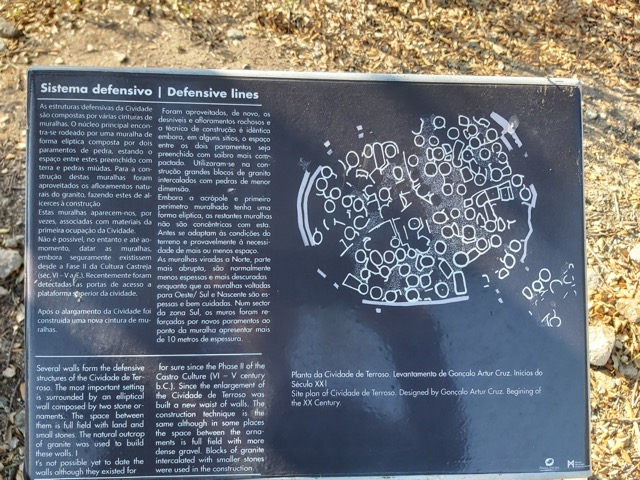 Sistema defensivo | Defensive lines
As estruturas defensivas da Cividade
são compostas por várias cinturas de
muralhas. O núcleo principal encon-
tra-se rodeado por uma muralha de
forma elíptica composta por dois
paramentos de pedra, estando o
espaço entre estes preenchido com
terra e pedras miúdas. Para a con-
strução destas muralhas foram
aproveitados os afloramentos natu-
rais do granito, fazendo estes de al-
icerces à construção
Estas muralhas aparecem-nos, por
vezes, associadas com materiais da
primeira ocupação da Cividade.
Não é possível, no entanto e até ao-
momento, datar as muralhas,
embora seguramente existissem
desde a Fase II da Cultura Castreja
(séc. VI – V a.C.). Recentemente foram
detectadas as portas de acesso a
plataforma superior da cividade.
Após o alargamento da Cividade foi
construida uma nova cintura de mu-
ralhas.
Foram aproveitados, de novo, os
desníveis e afloramentos rochosos e
a técnica de construção é idêntica
embora, em alguns sítios, o espaço
entre os dois paramentos seja
preenchido com saibro mais com-
pactado. Utilizaram-se na con-
strução grandes blocos de granito
intercalados com pedras de menor
dimensão.
Embora a acrópole e primeiro
perímetro muralhado tenha uma
forma elíptica, as restantes muralhas
não são concêntricas com esta.
Antes se adaptam às condições do
terreno e provavelmente à necessi-
dade de mais ou menos espaço.
As muralhas viradas a Norte, parte
mais abrupta, são normalmente
menos espessas e mais descuradas
enquanto que as muralhas voltadas
para Oeste/ Sul e Nascente são es-
pessas e bem cuidadas. Num sector
da zona Sul, os muros foram re-
forçados por novos paramentos ao
ponto da muralha apresentar mais
de 10 metros de espessura.
Several walls form the defensive
structures of the Cividade de Ter-
roso. The most important setting
is surrounded by an elliptical
wall composed by two stone or-
naments. The space between
them is full field with land and
small stones. The natural outcrop
of granite was used to build
these walls. I
t's not possible yet to date the
walls although they existed for
for sure since the Phase II of the
Castro Culture (VI – V century
b.C.). Since the enlargement of
the Cividade de Terroso was
built a new waist of walls. The
construction technique is the
same although in some places
the space between the orna-
ments is full field with more
dense gravel. Blocks of granite
intercalated with smaller stones
were used in the construction.
Planta da Cividade de Terroso. Levantamento de Gonçalo Artur Cruz. Inícios do
Século XXI
Site plan of Cividade de Terroso. Designed by Gonçalo Artur Cruz. Begining of
the XX Century.